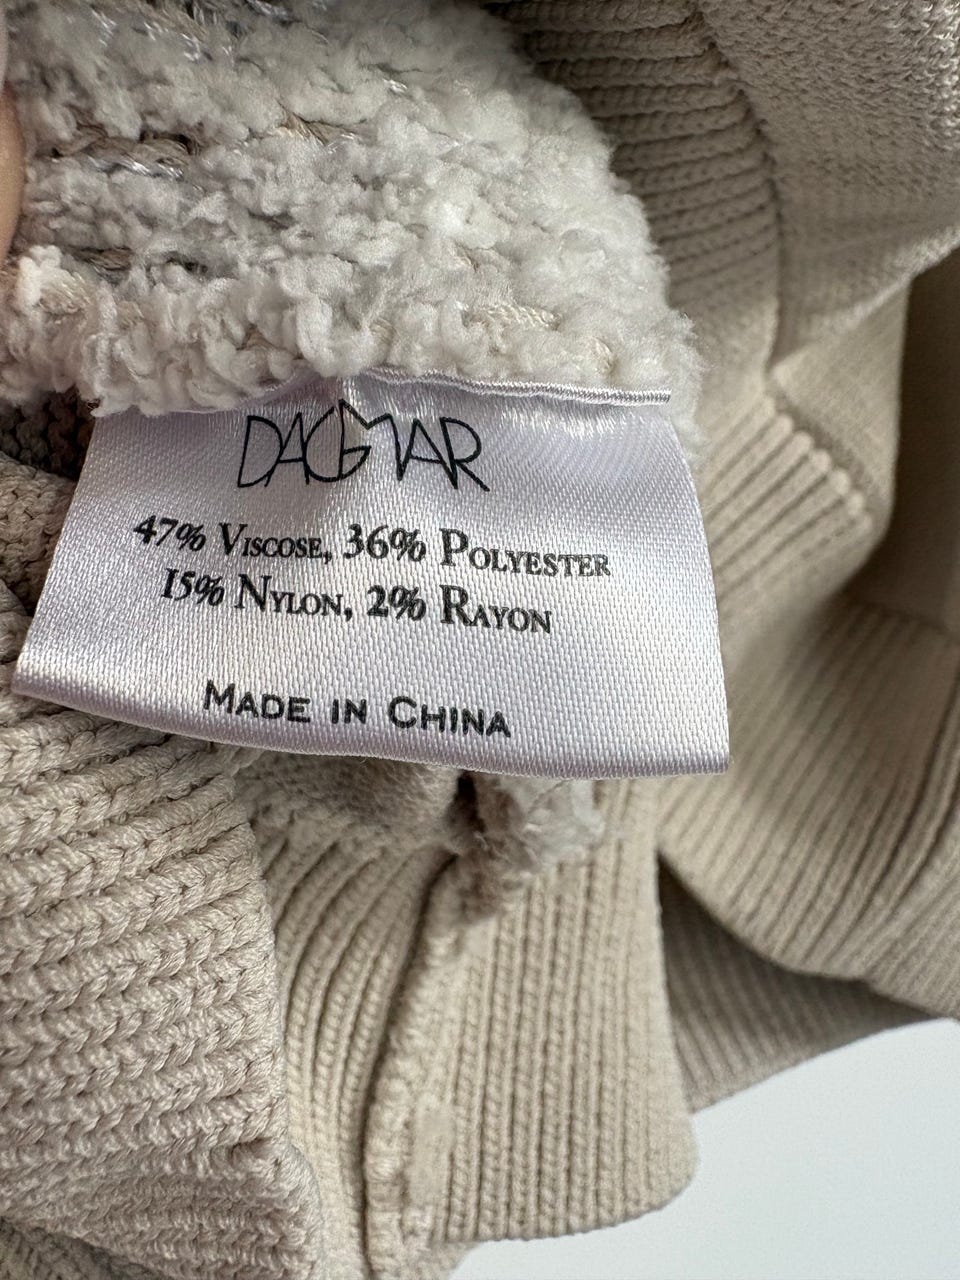 DAGMAR
47% VISCOSE, 36% POLYESTER
15% NYLON, 2% RAYON
MADE IN CHINA